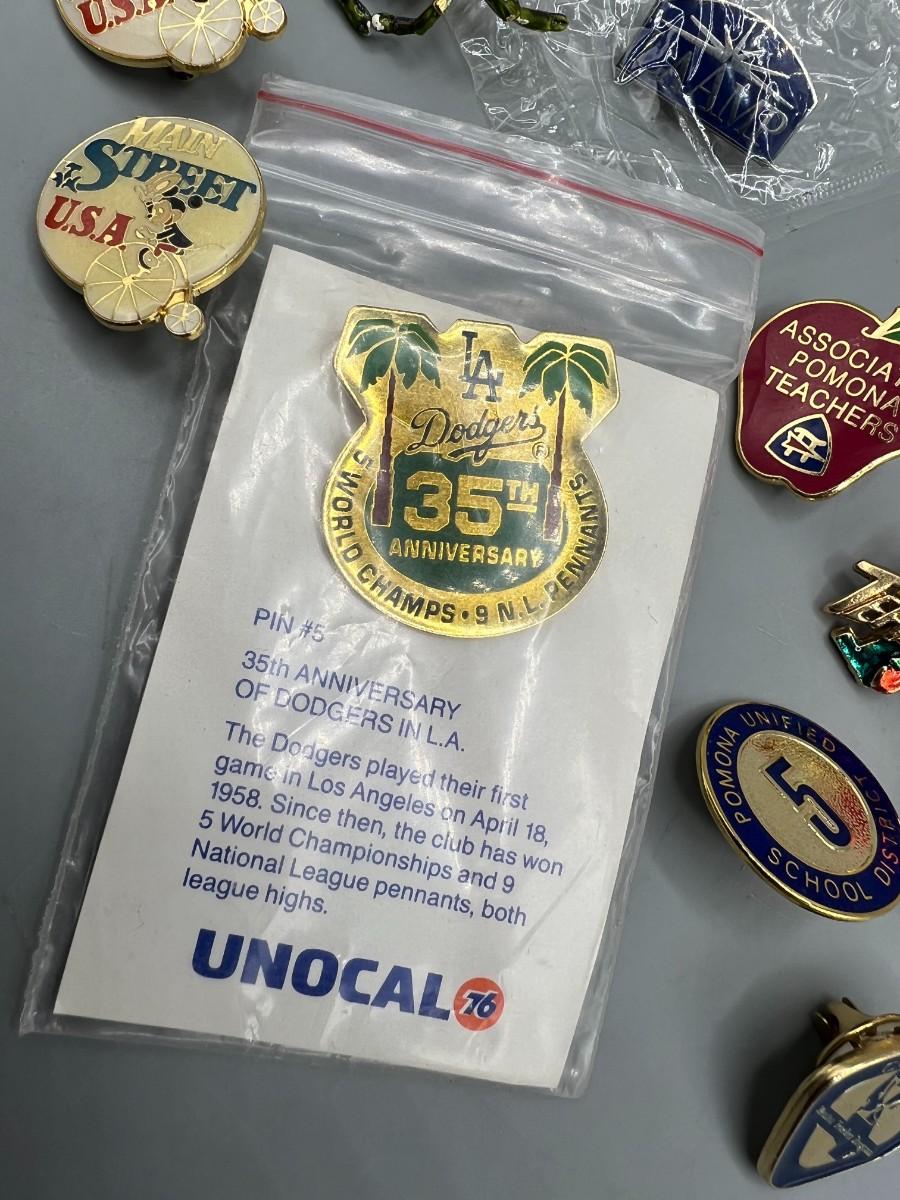 U.S.A.
MAIN
STREET
U.S.A.
AMP
LA
Dodgers®
35TH
ANNIVERSARY
5 WORLD CHAMPS • 9 N.L. PENNANTS
PIN #5
35th ANNIVERSARY
OF DODGERS IN L.A.
The Dodgers played their first
game in Los Angeles on April 18,
1958. Since then, the club has won
5 World Championships and 9
National League pennants, both
league highs.
UNOCAL 76
POMONA
TEACHERS
POMONA UNIFIED
5
SCHOOL DISTRICT
4